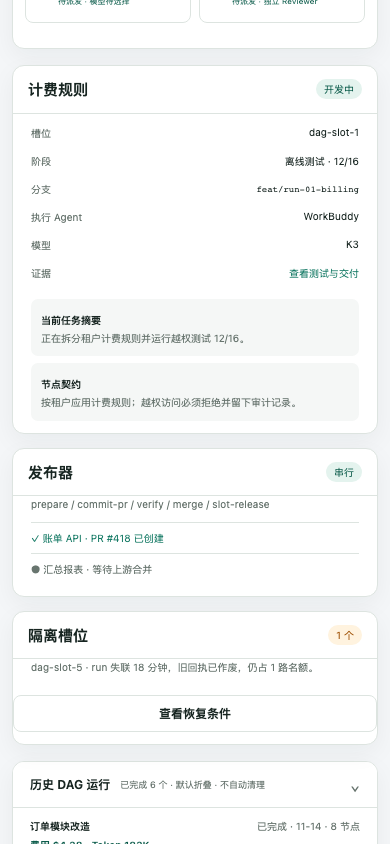 待派发 · 模型待选择
待派发 · 独立 Reviewer
计费规则
开发中
槽位
dag-slot-1
阶段
离线测试 · 12/16
分支
feat/run-01-billing
执行 Agent
WorkBuddy
模型
K3
证据
查看测试与交付
当前任务摘要
正在拆分租户计费规则并运行越权测试 12/16。
节点契约
按租户应用计费规则；越权访问必须拒绝并留下审计记录。
发布器
串行
prepare / commit-pr / verify / merge / slot-release
✓ 账单 API · PR #418 已创建
● 汇总报表 · 等待上游合并
隔离槽位
1 个
dag-slot-5 · run 失联 18 分钟，旧回执已作废，仍占 1 路名额。
查看恢复条件
历史 DAG 运行
已完成 6 个 · 默认折叠 · 不自动清理
订单模块改造
已完成 · 11-14 · 8 节点